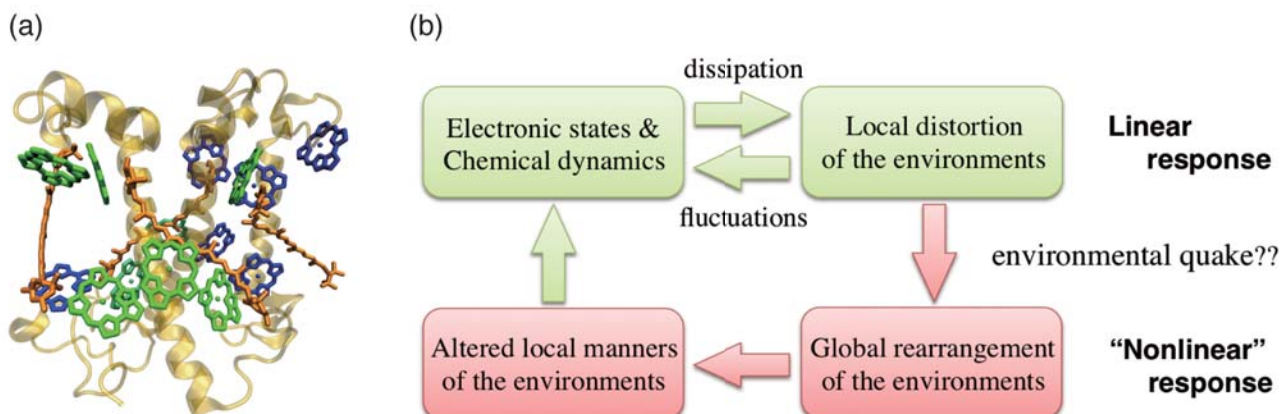 (a)
(b)
dissipation
Electronic states &
Chemical dynamics
Local distortion
of the environments
Linear
response
fluctuations
environmental quake??
Altered local manners
of the environments
Global rearrangement
of the environments
“Nonlinear”
response